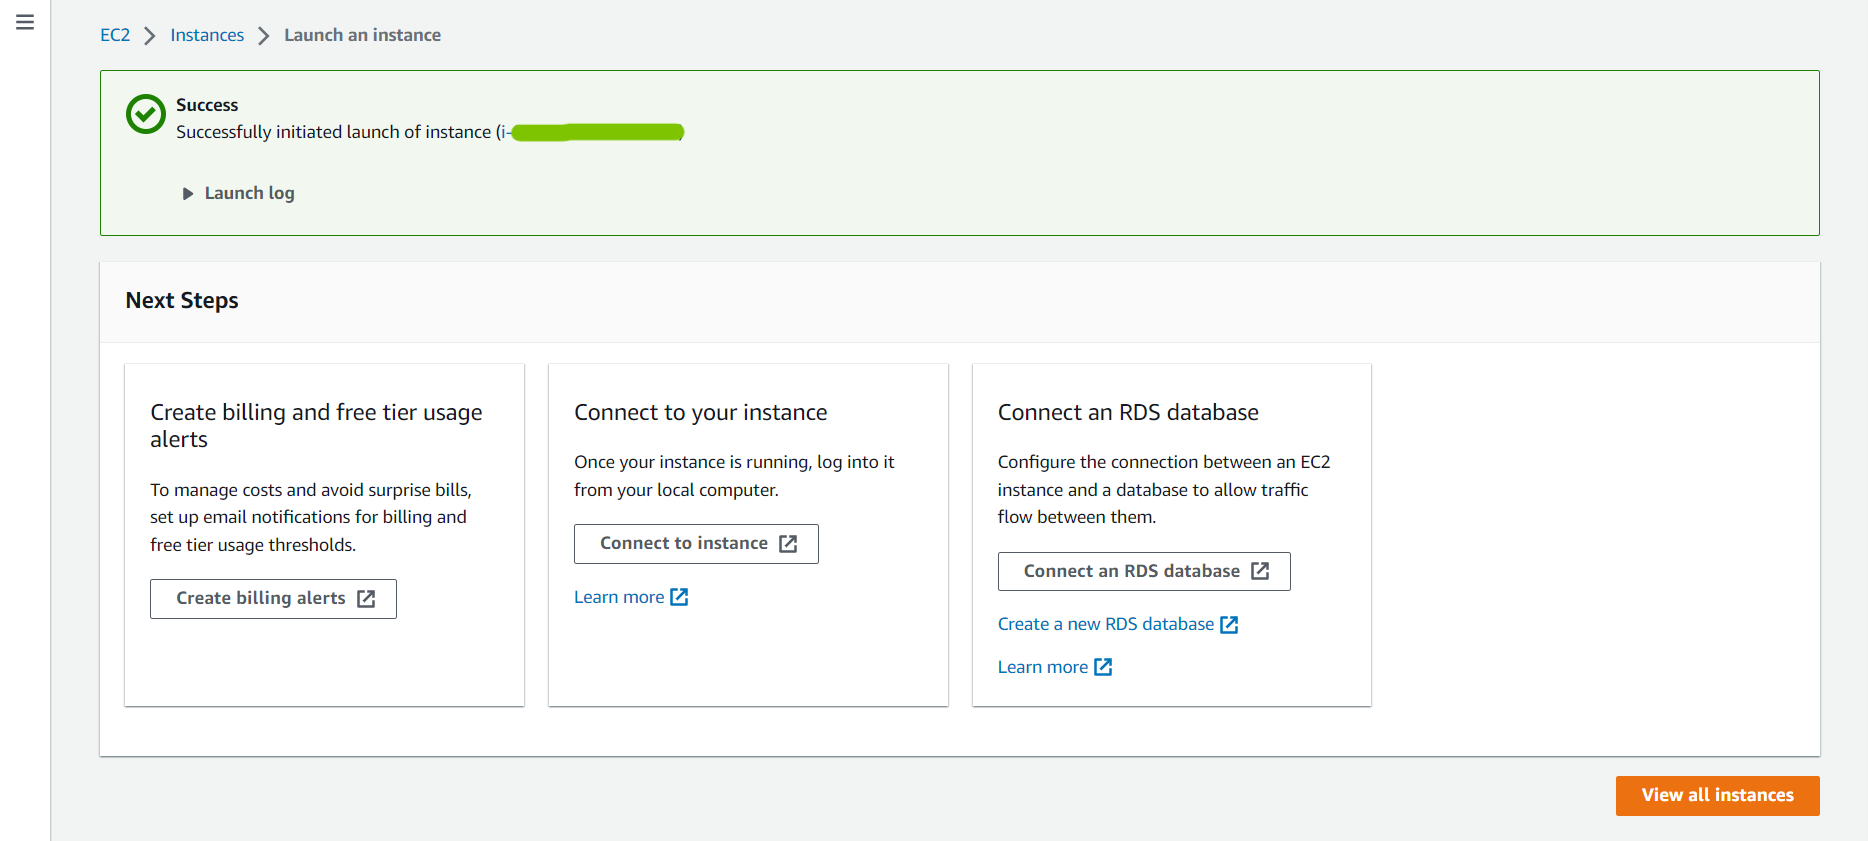 EC2 Instances Launch an instance
Success
Successfully initiated launch of instance (i-
Launch log
Next Steps
Create billing and free tier usage
alerts
To manage costs and avoid surprise bills,
set up email notifications for billing and
free tier usage thresholds.
Create billing alerts
Connect to your instance
Once your instance is running, log into it
from your local computer.
Connect to instance
Learn more
Connect an RDS database
Configure the connection between an EC2
instance and a database to allow traffic
flow between them.
Connect an RDS database
Create a new RDS database
Learn more
View all instances